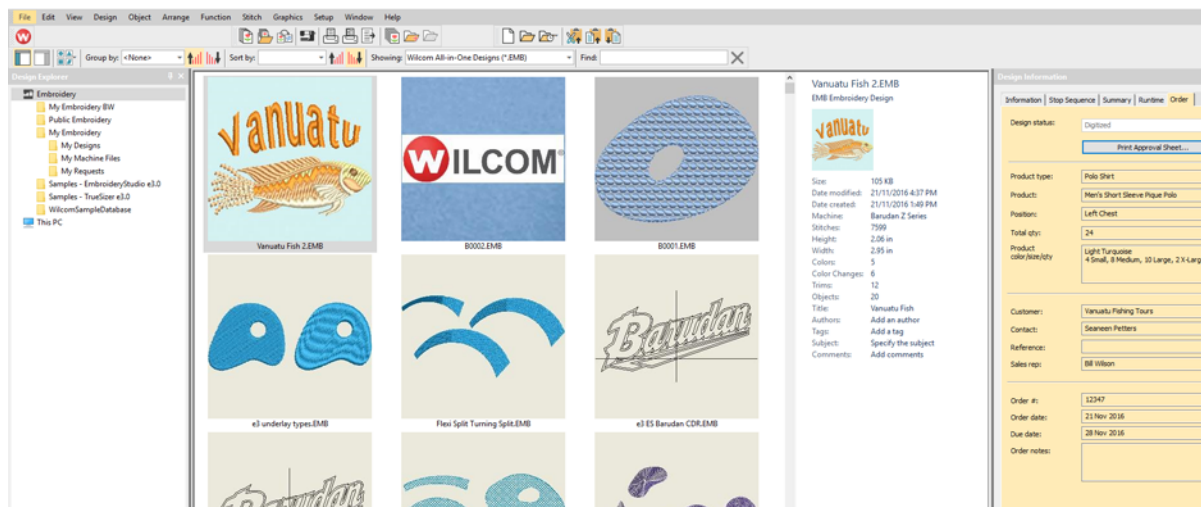 File Edit View Design Object Arrange Function Stitch Graphics Setup Window Help
Group by: <None> Sort by: Showing: Wilcom All-in-One Designs (*.EMB) Find:
Design Explorer
Embroidery
My Embroidery BW
Public Embroidery
My Embroidery
My Designs
My Machine Files
My Requests
Samples - EmbroideryStudio e3.0
Samples - TrueSizer e3.0
WilcomSampleDatabase
This PC
Vanuatu
Vanuatu Fish 2.EMB
WILCOM®
B0002.EMB
B0001.EMB
e3 underlay types.EMB
Flexi Split Turning Split.EMB
Barudan
e3 ES Barudan CDR.EMB
Barudan
Vanuatu Fish 2.EMB
EMB Embroidery Design
Vanuatu
Size: 105 KB
Date modified: 21/11/2016 4:37 PM
Date created: 21/11/2016 1:49 PM
Machine: Barudan Z Series
Stitches: 7599
Height: 2.06 in
Width: 2.95 in
Colors: 5
Color Changes: 6
Trims: 12
Objects: 20
Title: Vanuatu Fish
Authors: Add an author
Tags: Add a tag
Subject: Specify the subject
Comments: Add comments
Design Information
Information Stop Sequence Summary Runtime Order
Design status: Digitized
Print Approval Sheet...
Product type: Polo Shirt
Product: Men's Short Sleeve Pique Polo
Position: Left Chest
Total qty: 24
Product color/size/qty
Light Turquoise
4 Small, 8 Medium, 10 Large, 2 X-Larg
Customer: Vanuatu Fishing Tours
Contact: Seaneen Petters
Reference:
Sales rep: Bill Wilson
Order #: 12347
Order date: 21 Nov 2016
Due date: 28 Nov 2016
Order notes: